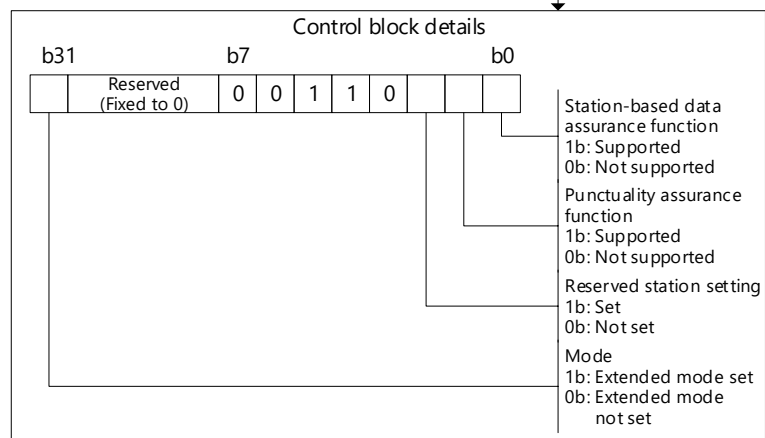 Control block details
b31 b7 b0
Reserved
(Fixed to 0)
0 0 1 1 0
Station-based data
assurance function
1b: Supported
0b: Not supported
Punctuality assurance
function
1b: Supported
0b: Not supported
Reserved station setting
1b: Set
0b: Not set
Mode
1b: Extended mode set
0b: Extended mode
not set